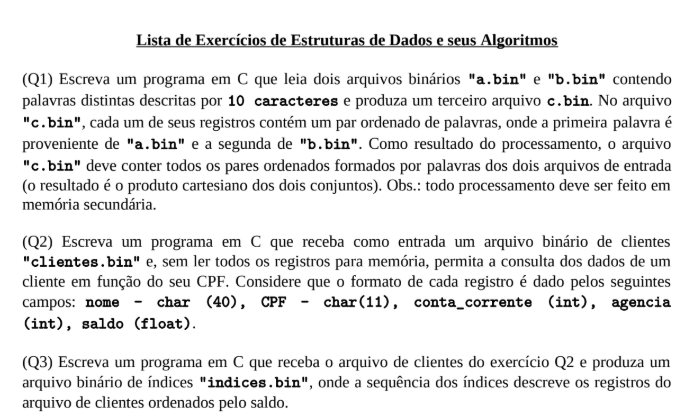 Lista de Exercícios de Estruturas de Dados e seus Algoritmos
(Q1) Escreva um programa em C que leia dois arquivos binários "a.bin" e "b.bin" contendo
palavras distintas descritas por 10 caracteres e produza um terceiro arquivo c.bin. No arquivo
"c.bin", cada um de seus registros contém um par ordenado de palavras, onde a primeira palavra é
proveniente de "a.bin" e a segunda de "b.bin". Como resultado do processamento, o arquivo
"c.bin" deve conter todos os pares ordenados formados por palavras dos dois arquivos de entrada
(o resultado é o produto cartesiano dos dois conjuntos). Obs.: todo processamento deve ser feito em
memória secundária.
(Q2) Escreva um programa em C que receba como entrada um arquivo binário de clientes
"clientes.bin" e, sem ler todos os registros para memória, permita a consulta dos dados de um
cliente em função do seu CPF. Considere que o formato de cada registro é dado pelos seguintes
campos: nome - char (40), CPF - char(11), conta_corrente (int), agencia
(int), saldo (float).
(Q3) Escreva um programa em C que receba o arquivo de clientes do exercício Q2 e produza um
arquivo binário de índices "indices.bin", onde a sequência dos índices descreve os registros do
arquivo de clientes ordenados pelo saldo.